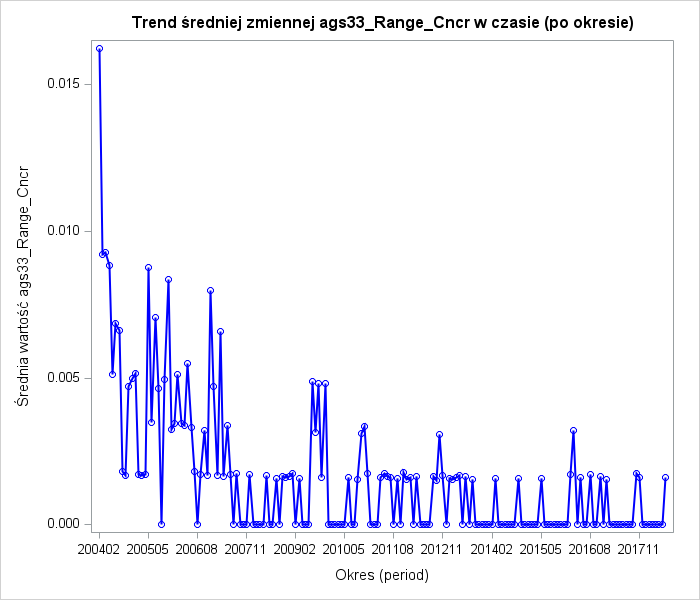 Trend średniej zmiennej ags33_Range_Cncr w czasie (po okresie)
Średnia wartość ags33_Range_Cncr
0.015
0.010
0.005
0.000
200402 200505 200608 200711 200902 201005 201108 201211 201402 201505 201608 201711
Okres (period)